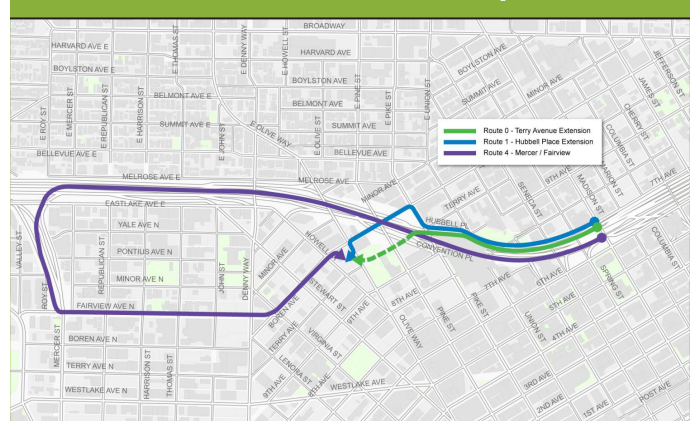 BROADWAY
HARVARD AVE E
HARVARD AVE
BOYLSTON AVE E
BOYLSTON AVE
BOYLSTON AVE
BELMONT AVE E
BELMONT AVE
SUMMIT AVE E
SUMMIT AVE
SUMMIT AVE
BELLEVUE AVE E
BELLEVUE AVE
MELROSE AVE E
MELROSE AVE
EASTLAKE AVE E
YALE AVE N
PONTIUS AVE N
MINOR AVE N
FAIRVIEW AVE N
BOREN AVE N
TERRY AVE N
WESTLAKE AVE N
E ROY ST
E MERCER ST
E REPUBLICAN ST
E HARRISON ST
E THOMAS ST
E JOHN ST
E DENNY WAY
E HOWELL ST
E OLIVE WAY
E OLIVE ST
E PINE ST
E PIKE ST
E UNION ST
MINOR AVE
JEFFERSON ST
JAMES ST
CHERRY ST
COLUMBIA ST
MARION ST
MADISON ST
7TH AVE
9TH AVE
SENECA ST
TERRY AVE
MINOR AVE
HUBBELL PL
CONVENTION PL
Route 0 - Terry Avenue Extension
Route 1 - Hubbell Place Extension
Route 4 - Mercer / Fairview
VALLEY ST
ROY ST
REPUBLICAN ST
JOHN ST
DENNY WAY
MINOR AVE
HOWELL
STEWART ST
BOREN AVE
TERRY AVE
VIRGINIA ST
LENORA ST
9TH AVE
8TH AVE
9TH AVE
8TH AVE
OLIVE WAY
PINE ST
PIKE ST
7TH AVE
6TH AVE
UNION ST
5TH AVE
4TH AVE
SPRING ST
COLUMBIA ST
MERCER ST
HARRISON ST
THOMAS ST
WESTLAKE AVE
3RD AVE
2ND AVE
1ST AVE
POST AVE